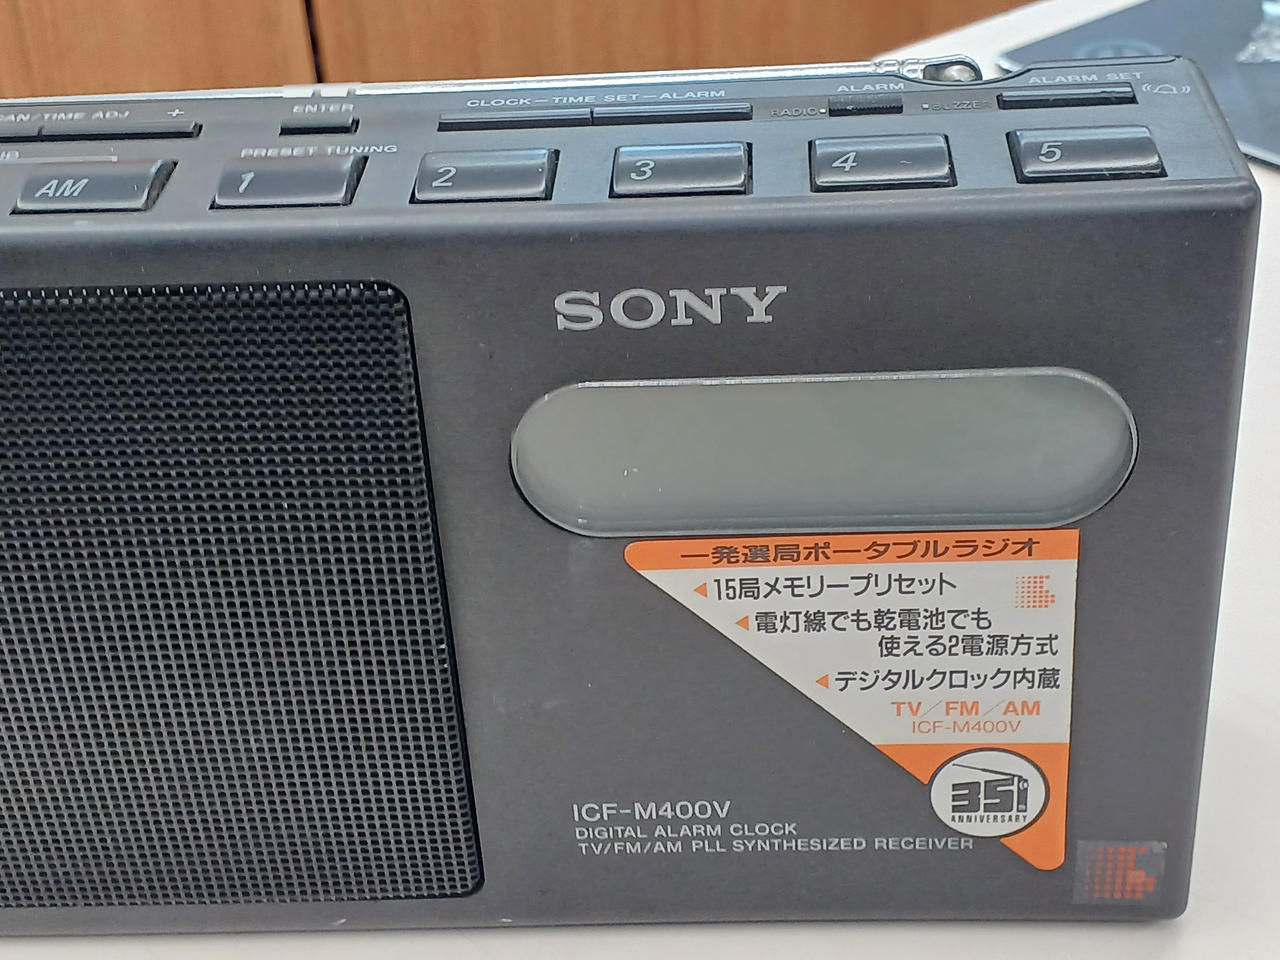 ALARM SET
ENTER
CLOCK-TIME SET-ALARM
ALARM
RADIO
BUZZER
/TIME ADJ
+
PRESET TUNING
AM
1
2
3
4
5
SONY
一発選局ポータブルラジオ
15局メモリープリセット
電灯線でも乾電池でも
使える2電源方式
デジタルクロック内蔵
TV/FM/AM
ICF-M400V
35!
ANNIVERSARY
ICF-M400V
DIGITAL ALARM CLOCK
TV/FM/AM PLL SYNTHESIZED RECEIVER